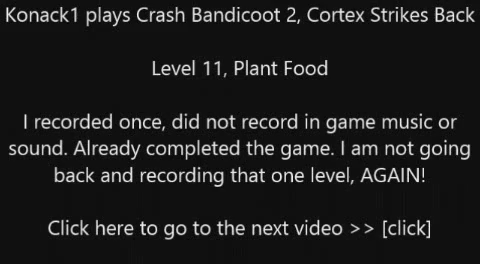 Konack1 plays Crash Bandicoot 2, Cortex Strikes Back
Level 11, Plant Food
I recorded once, did not record in game music or
sound. Already completed the game. I am not going
back and recording that one level, AGAIN!
Click here to go to the next video >> [click]